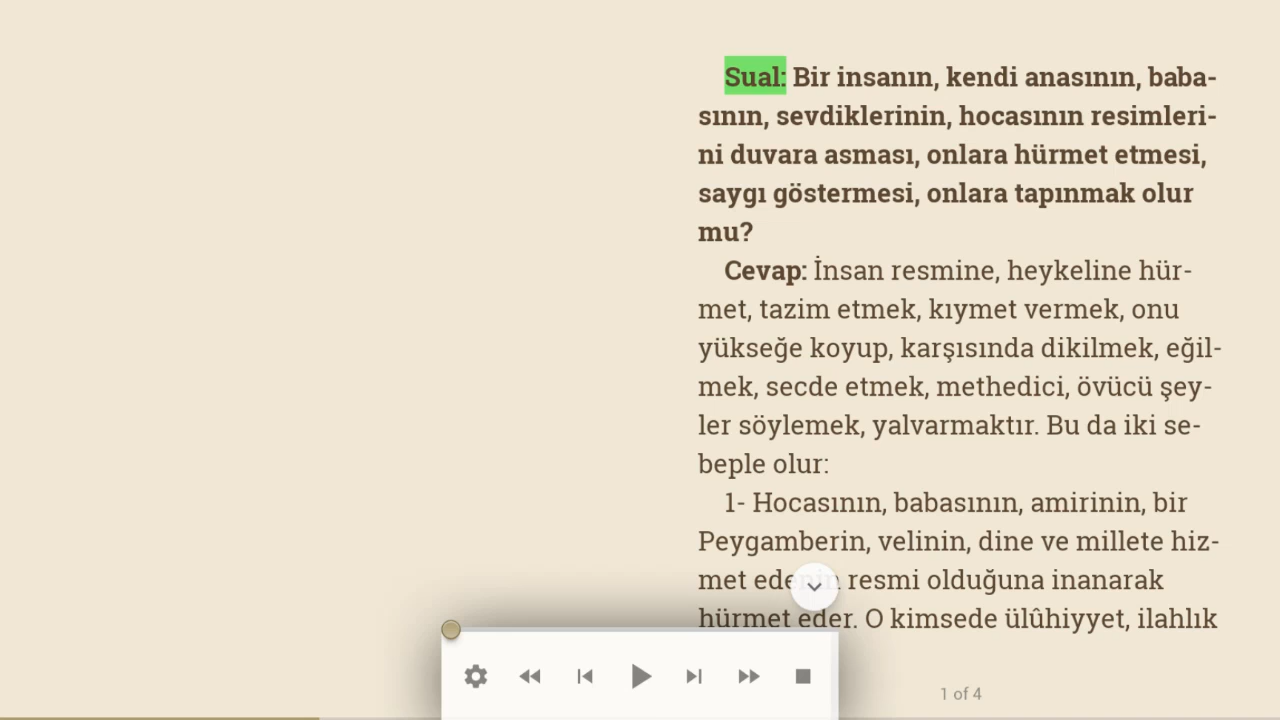 Sual: Bir insanın, kendi anasının, baba-
sının, sevdiklerinin, hocasının resimleri-
ni duvara asması, onlara hürmet etmesi,
saygı göstermesi, onlara tapınmak olur
mu?
Cevap: İnsan resmine, heykeline hür-
met, tazim etmek, kıymet vermek, onu
yükseğe koyup, karşısında dikilmek, eğil-
mek, secde etmek, methedici, övücü şey-
ler söylemek, yalvarmaktır. Bu da iki se-
beple olur:
1- Hocasının, babasının, amirinin, bir
Peygamberin, velinin, dine ve millete hiz-
met edenin resmi olduğuna inanarak
hürmet eder. O kimsede ülûhiyyet, ilahlık
1 of 4